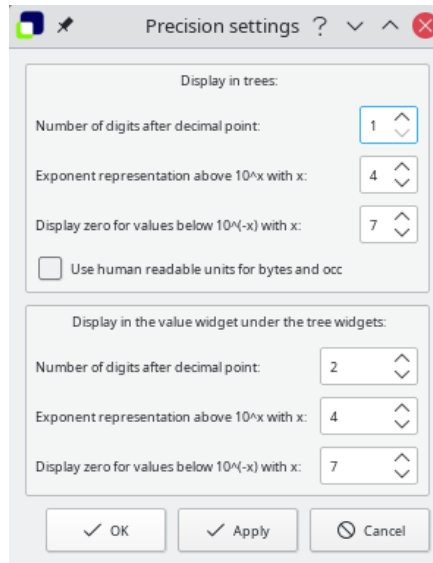 Precision settings
Display in trees:
Number of digits after decimal point: 1
Exponent representation above 10^x with x: 4
Display zero for values below 10^(-x) with x: 7
Use human readable units for bytes and occ
Display in the value widget under the tree widgets:
Number of digits after decimal point: 2
Exponent representation above 10^x with x: 4
Display zero for values below 10^(-x) with x: 7
OK Apply Cancel